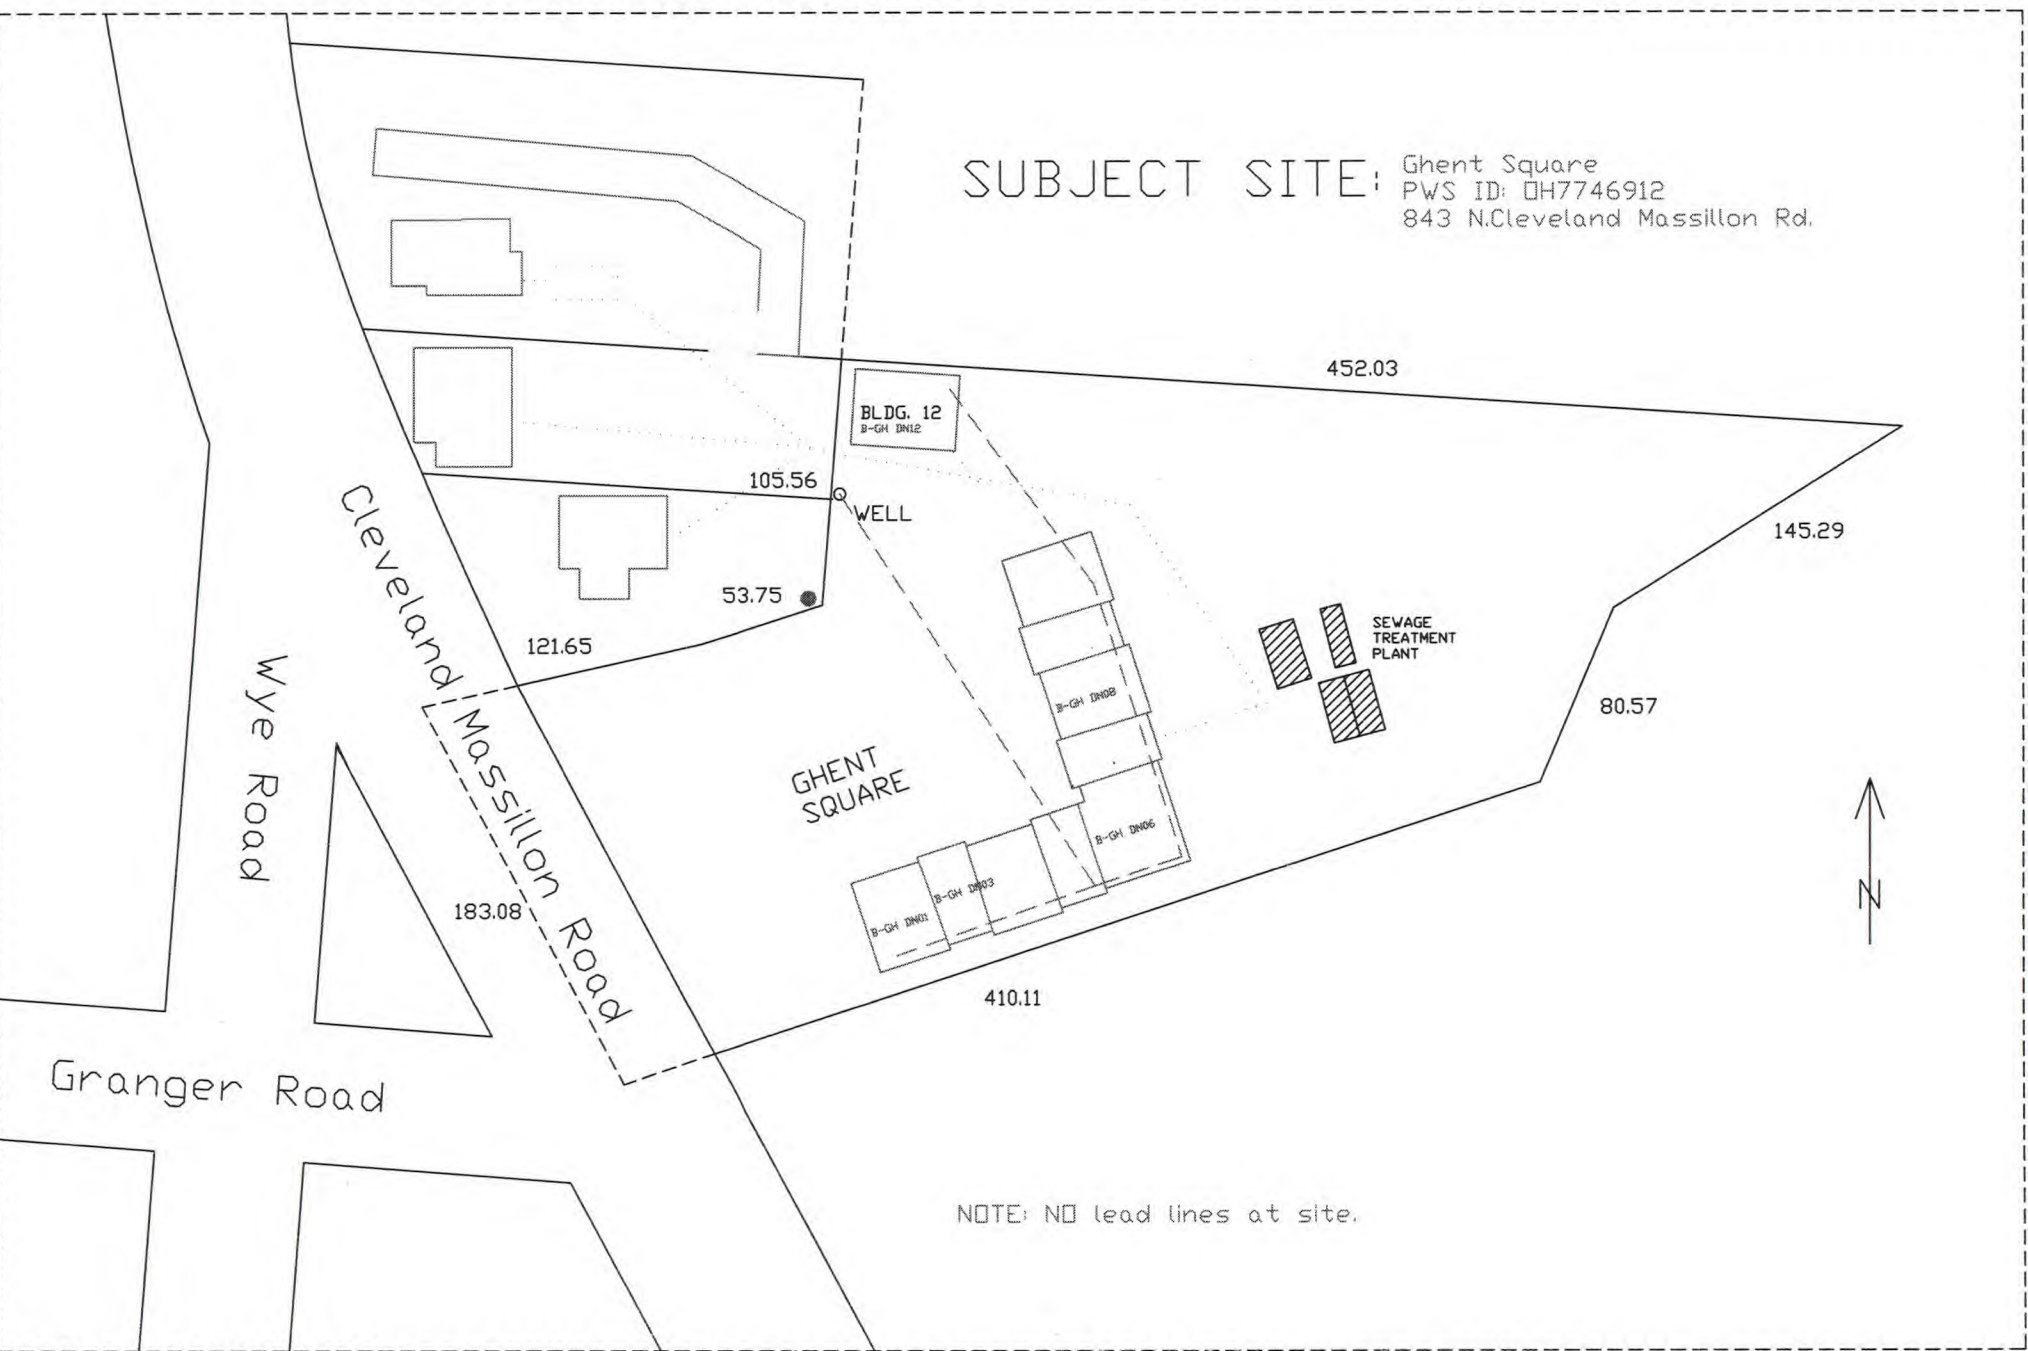 SUBJECT SITE:
Ghent Square
PWS ID: OH7746912
843 N.Cleveland Massillon Rd.
452.03
BLDG. 12
B-GH DN12
105.56
WELL
145.29
53.75
121.65
SEWAGE
TREATMENT
PLANT
B-GH DN08
80.57
Cleveland Massillon Road
Wye Road
GHENT
SQUARE
B-GH DN06
B-GH DN03
B-GH DN01
183.08
N
410.11
Granger Road
NOTE: NO lead lines at site.